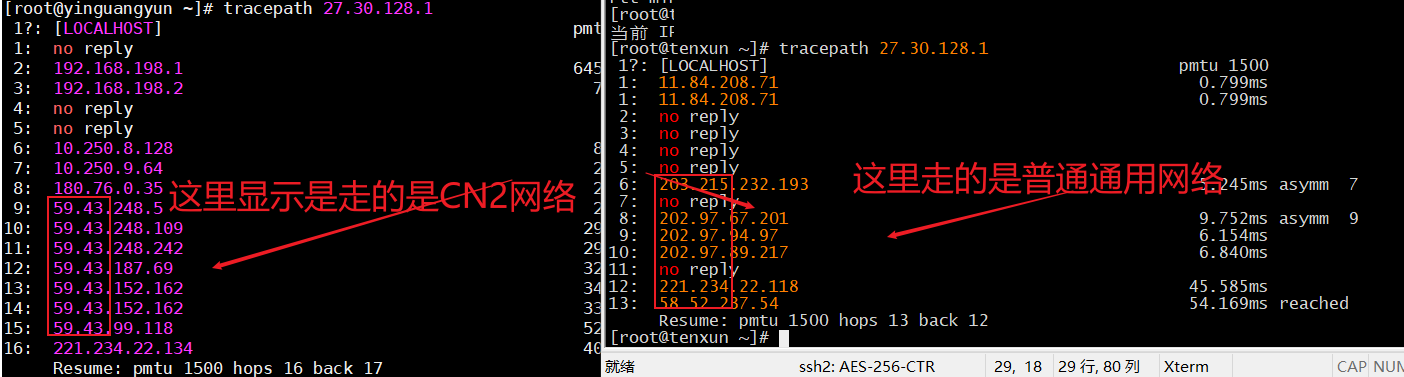 [root@yinguangyun ~]# tracepath 27.30.128.1
1?: [LOCALHOST] pmt
1: no reply
2: 192.168.198.1 645
3: 192.168.198.2 7
4: no reply
5: no reply
6: 10.250.8.128 8
7: 10.250.9.64 2
8: 180.76.0.35 2
9: 59.43.248.5 2
10: 59.43.248.109 29
11: 59.43.248.242 29
12: 59.43.187.69 32
13: 59.43.152.162 34
14: 59.43.152.162 33
15: 59.43.99.118 52
16: 221.234.22.134 40
Resume: pmtu 1500 hops 16 back 17
这里显示是走的是CN2网络
[root@t
当前 IP
[root@tenxun ~]# tracepath 27.30.128.1
1?: [LOCALHOST] pmtu 1500
1: 11.84.208.71 0.799ms
1: 11.84.208.71 0.799ms
2: no reply
3: no reply
4: no reply
5: no reply
6: 203.215.232.193 5.245ms asymm 7
7: no reply
8: 202.97.67.201 9.752ms asymm 9
9: 202.97.94.97 6.154ms
10: 202.97.89.217 6.840ms
11: no reply
12: 221.234.22.118 45.585ms
13: 58.52.237.54 54.169ms reached
Resume: pmtu 1500 hops 13 back 12
[root@tenxun ~]#
这里走的是普通通用网络
就绪 ssh2: AES-256-CTR 29, 18 29 行, 80 列 Xterm CAP NUM